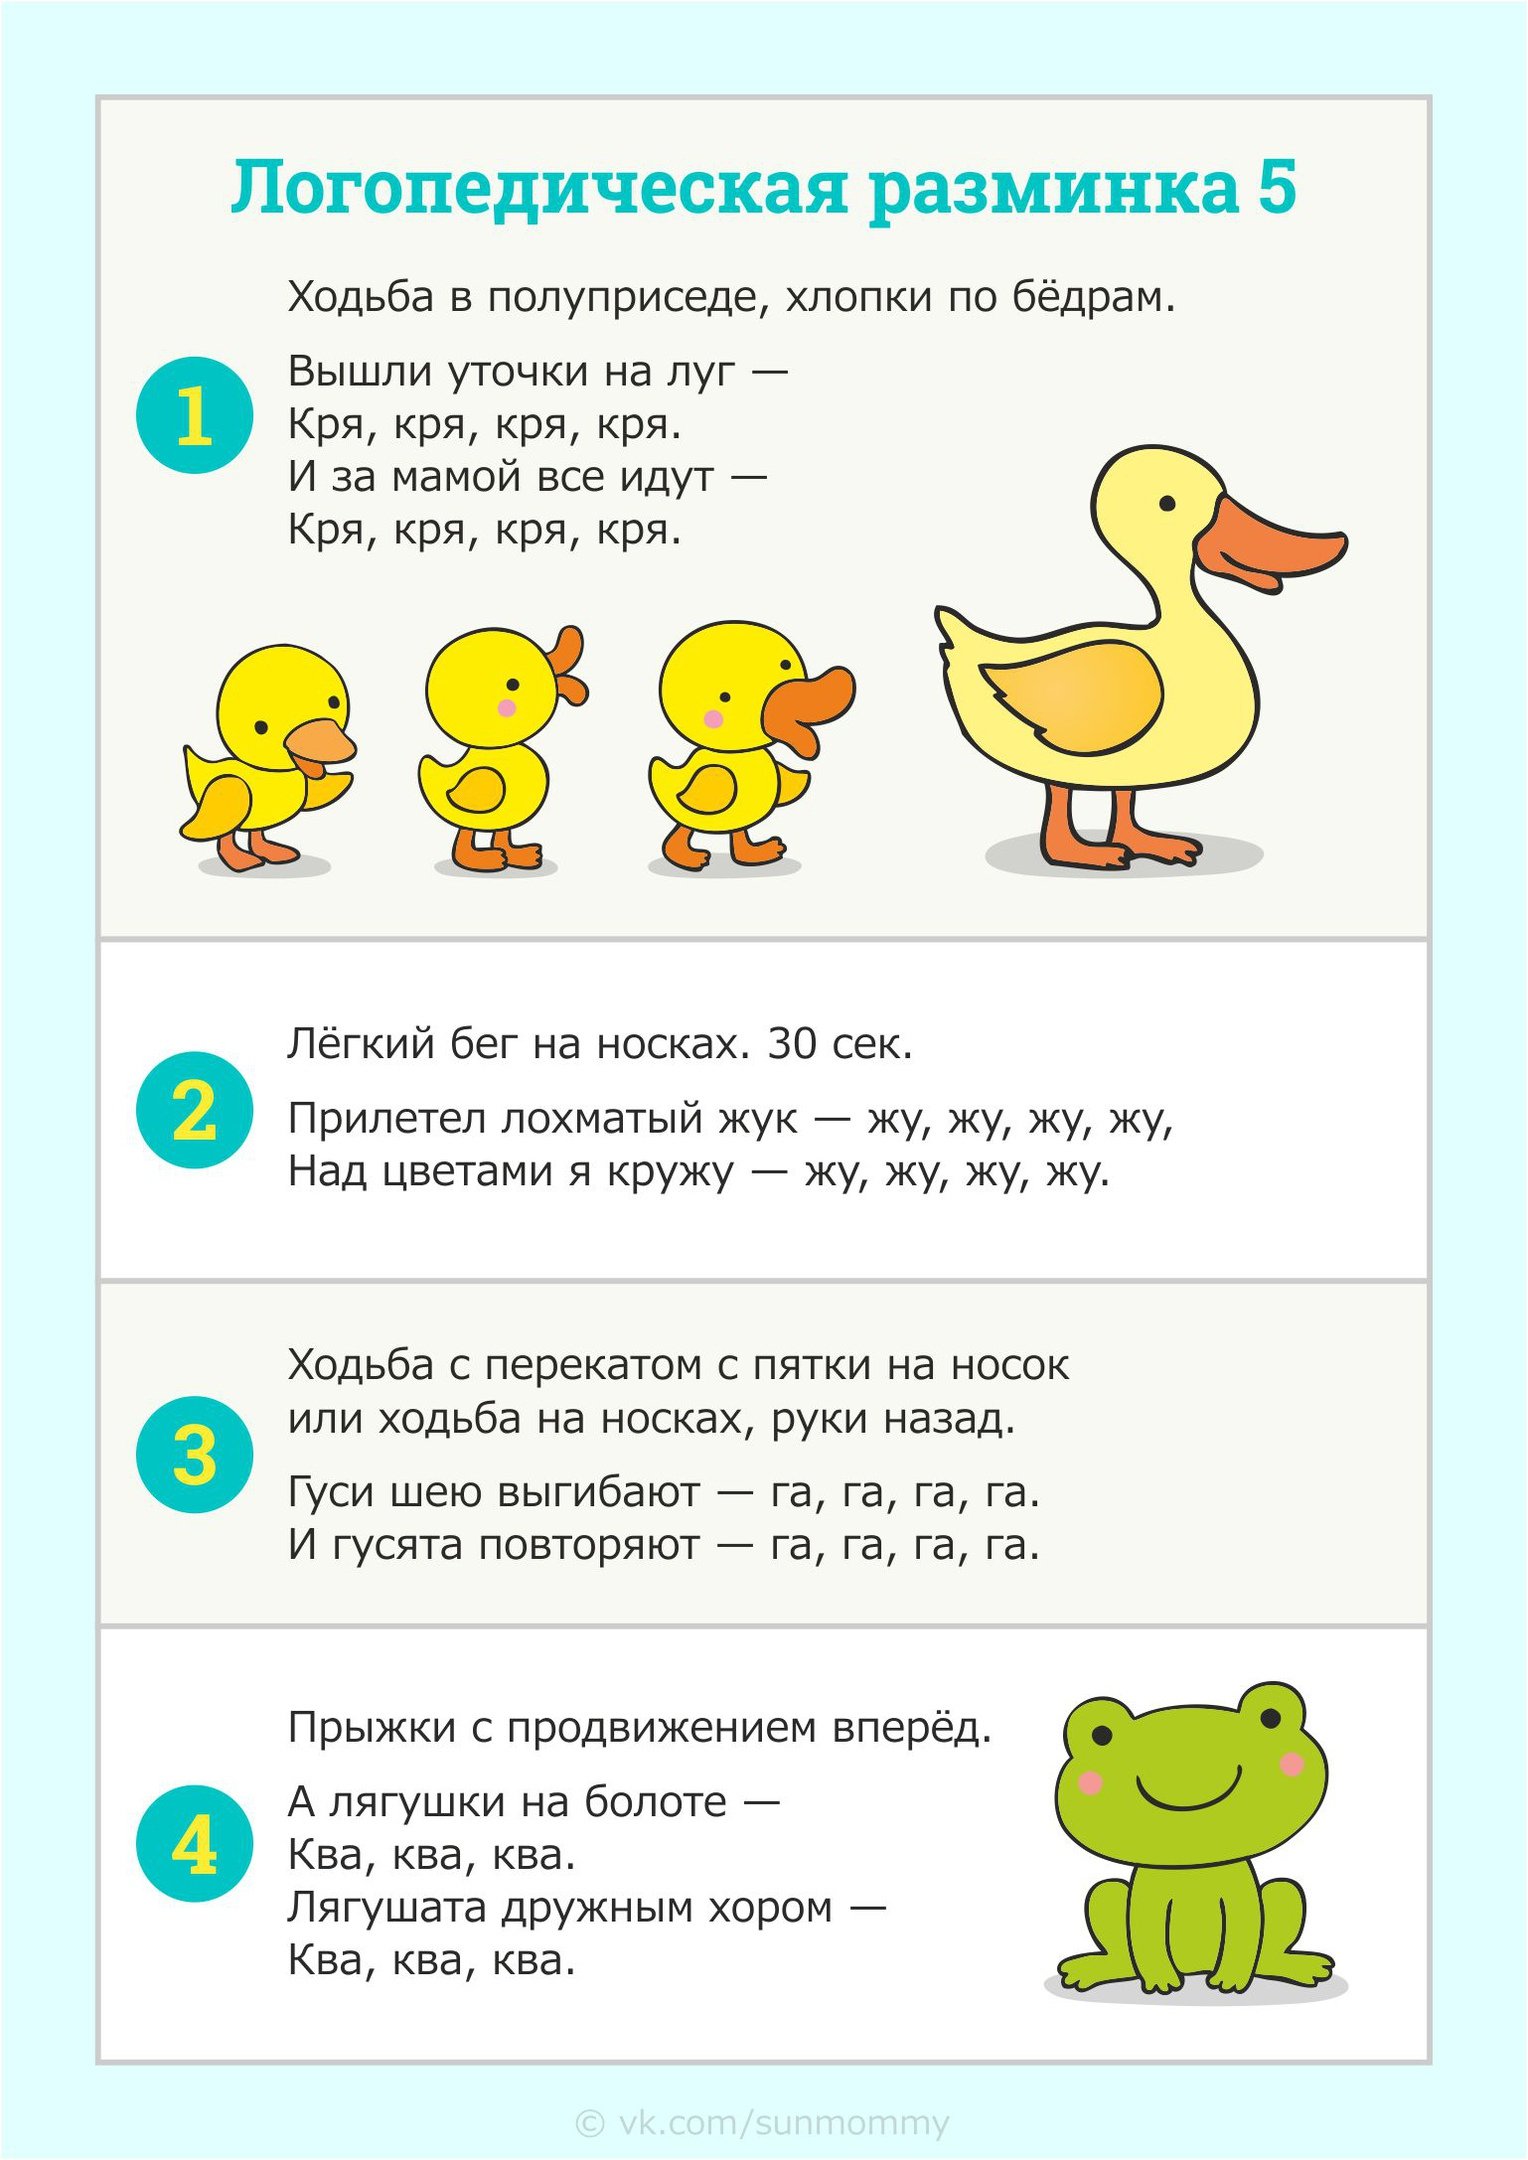 Логопедическая разминка 5
Ходьба в полуприседе, хлопки по бёдрам.
1
Вышли уточки на луг —
Кря, кря, кря, кря.
И за мамой все идут —
Кря, кря, кря, кря.
Лёгкий бег на носках. 30 сек.
2
Прилетел лохматый жук — жу, жу, жу, жу,
Над цветами я кружу — жу, жу, жу, жу.
Ходьба с перекатом с пятки на носок
или ходьба на носках, руки назад.
3
Гуси шею выгибают — га, га, га, га.
И гусята повторяют — га, га, га, га.
Прыжки с продвижением вперёд.
4
А лягушки на болоте —
Ква, ква, ква.
Лягушата дружным хором —
Ква, ква, ква.
© vk.com/sunmommy